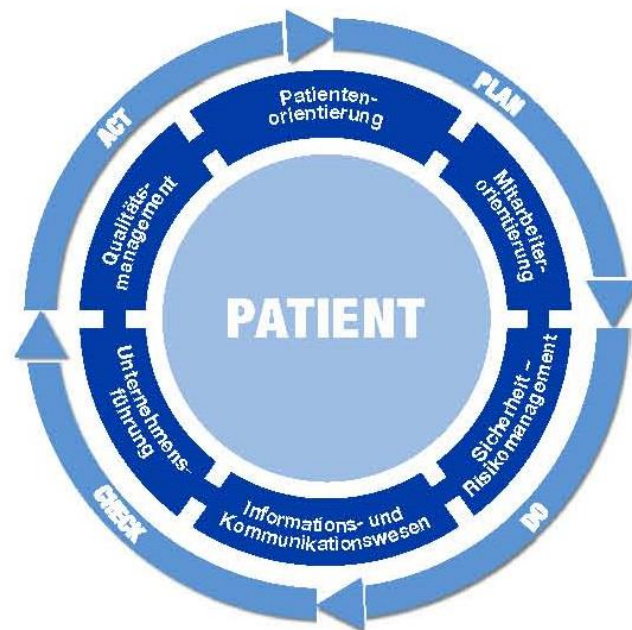 ACT
PLAN
Patienten-
orientierung
Qualitäts-
management
Mitarbeiter-
orientierung
PATIENT
Unternehmens-
führung
Sicherheit –
Risikomanagement
Informations- und
Kommunikationswesen
CHECK
DO